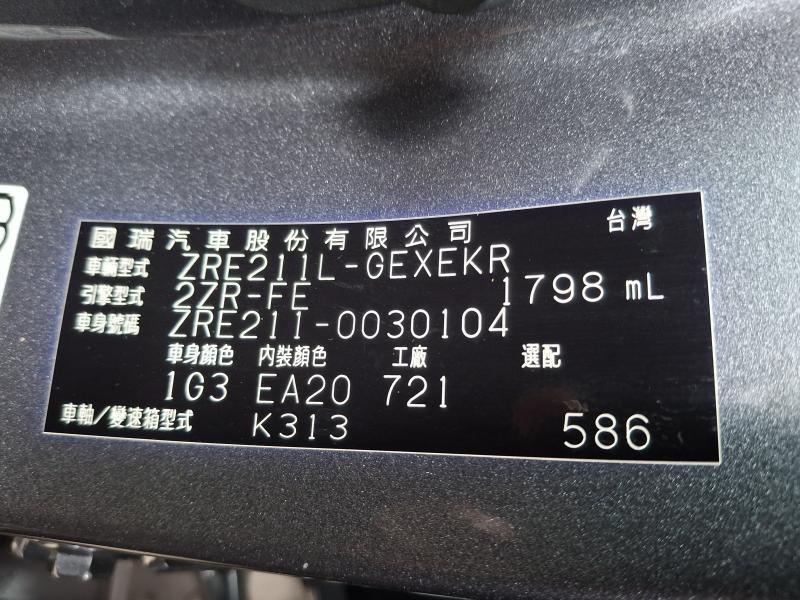 國瑞汽車股份有限公司 台灣
車輛型式 ZRE211L-GEXEKR
引擎型式 2ZR-FE 1798 mL
車身號碼 ZRE211-0030104
車身顏色 內裝顏色 工廠 選配
1G3 EA20 721
車軸/變速箱型式 K313 586